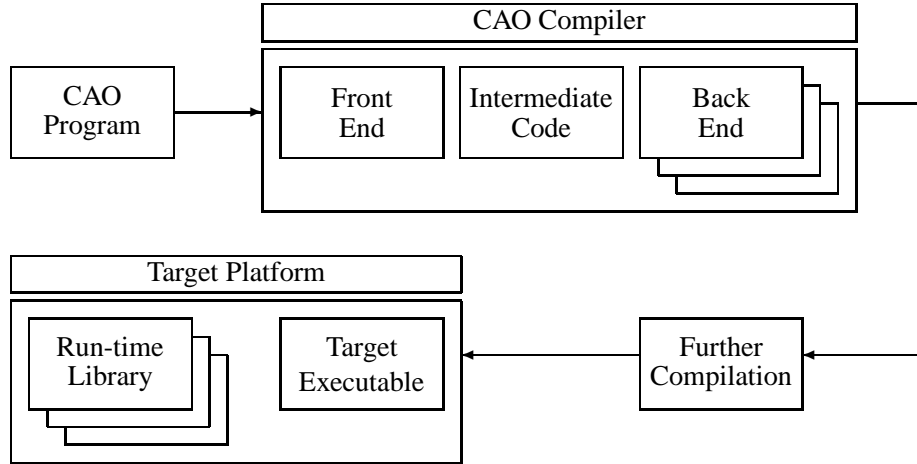 CAO Compiler
CAO
Program
Front
End
Intermediate
Code
Back
End
Target Platform
Run-time
Library
Target
Executable
Further
Compilation